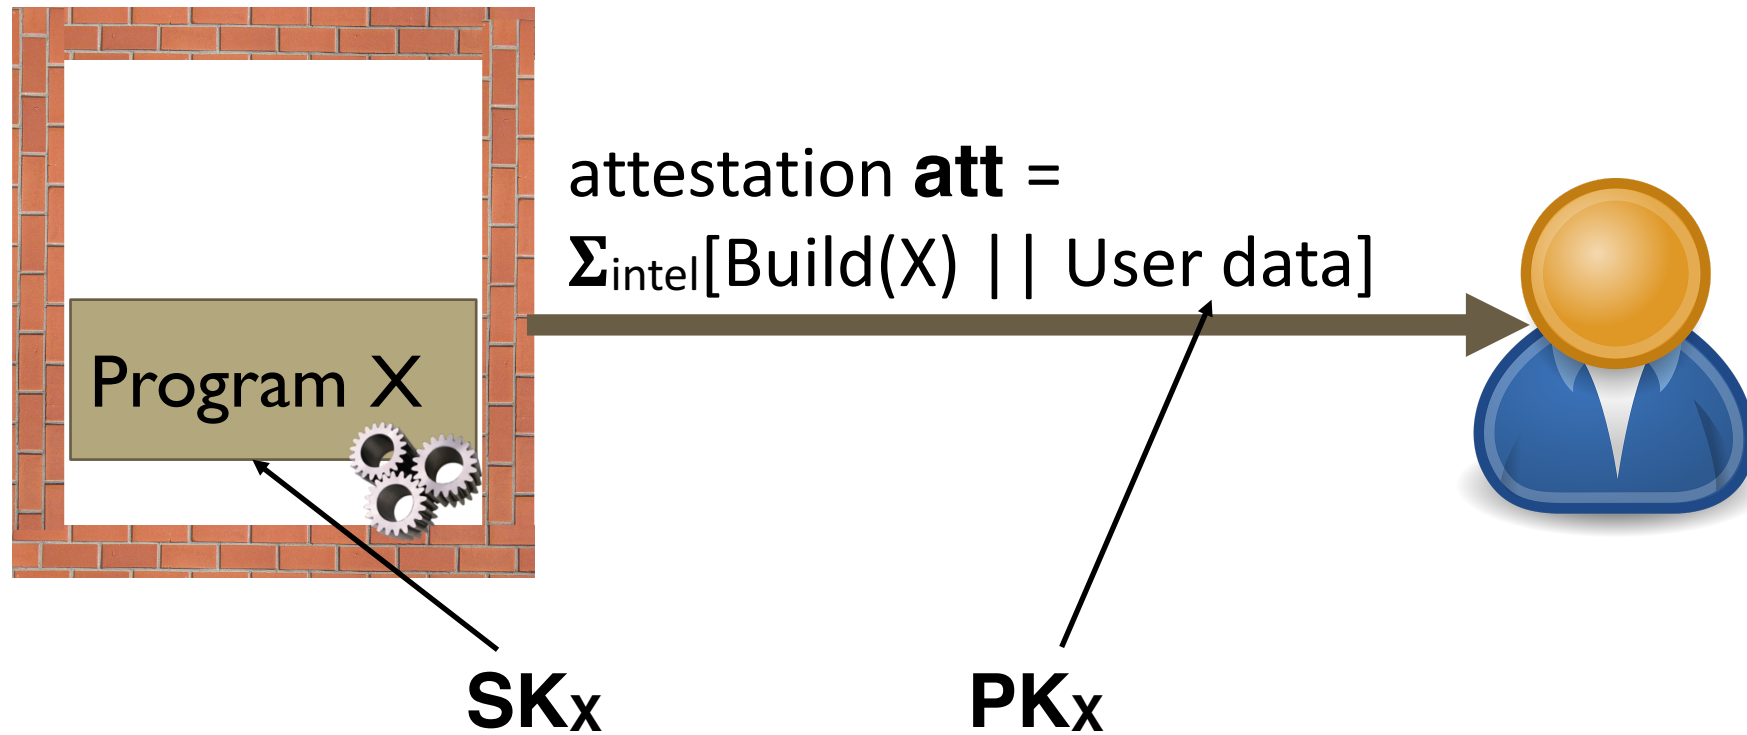 attestation att =
Σintel[Build(X) || User data]
Program X
SKX
PKX